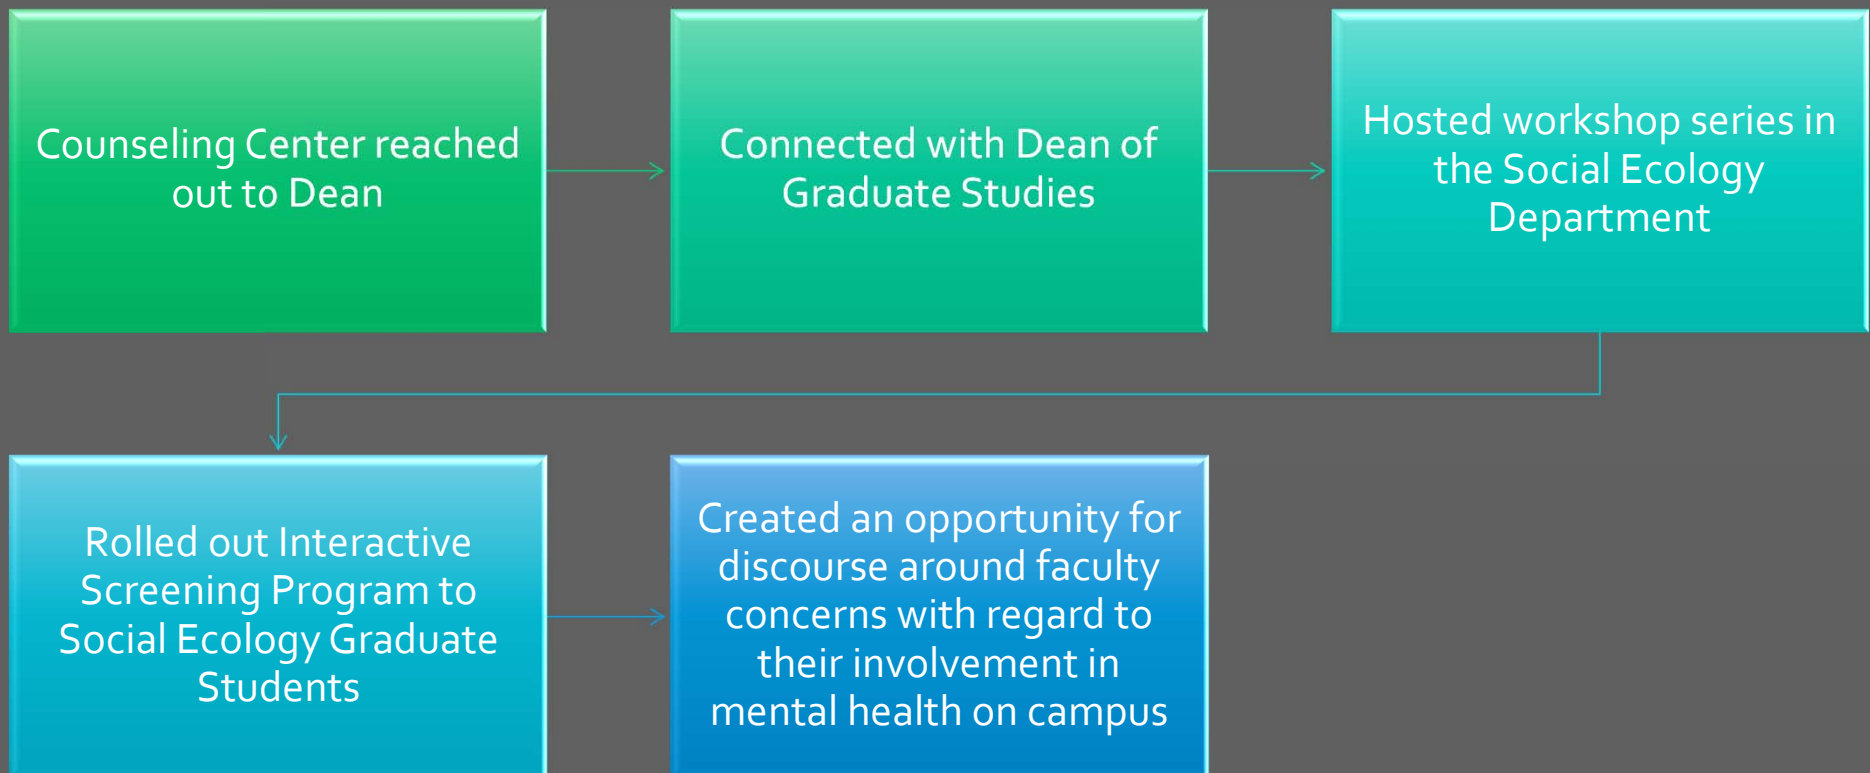 Counseling Center reached
out to Dean
Connected with Dean of
Graduate Studies
Hosted workshop series in
the Social Ecology
Department
Rolled out Interactive
Screening Program to
Social Ecology Graduate
Students
Created an opportunity for
discourse around faculty
concerns with regard to
their involvement in
mental health on campus